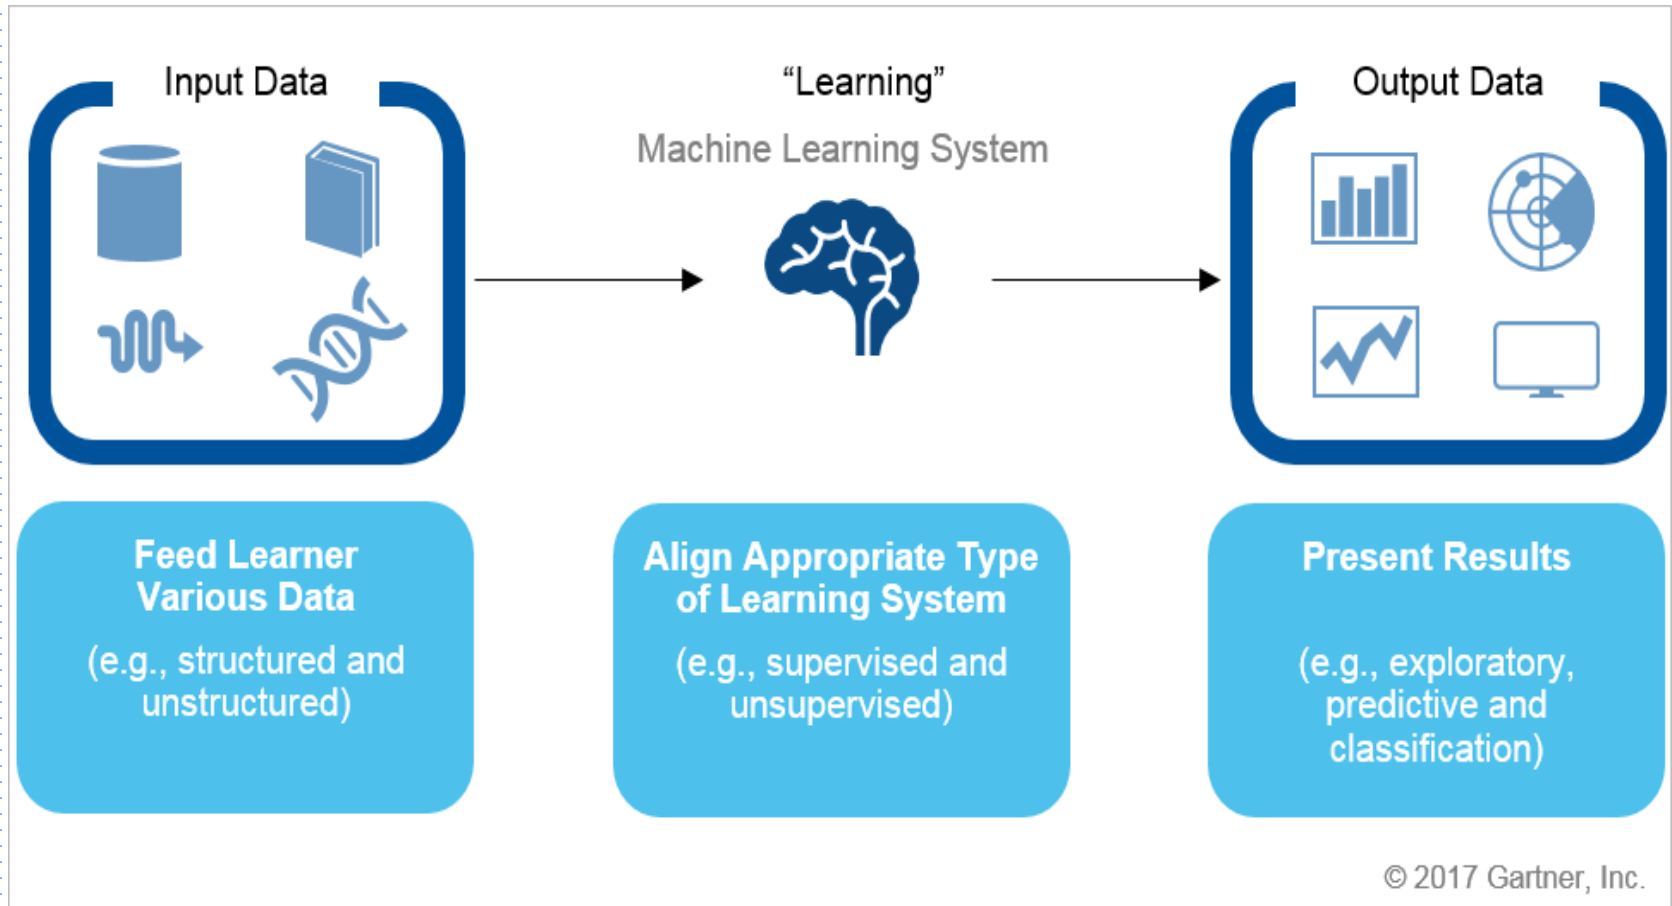 Input Data
“Learning”
Machine Learning System
Output Data
Feed Learner
Various Data
(e.g., structured and
unstructured)
Align Appropriate Type
of Learning System
(e.g., supervised and
unsupervised)
Present Results
(e.g., exploratory,
predictive and
classification)
© 2017 Gartner, Inc.